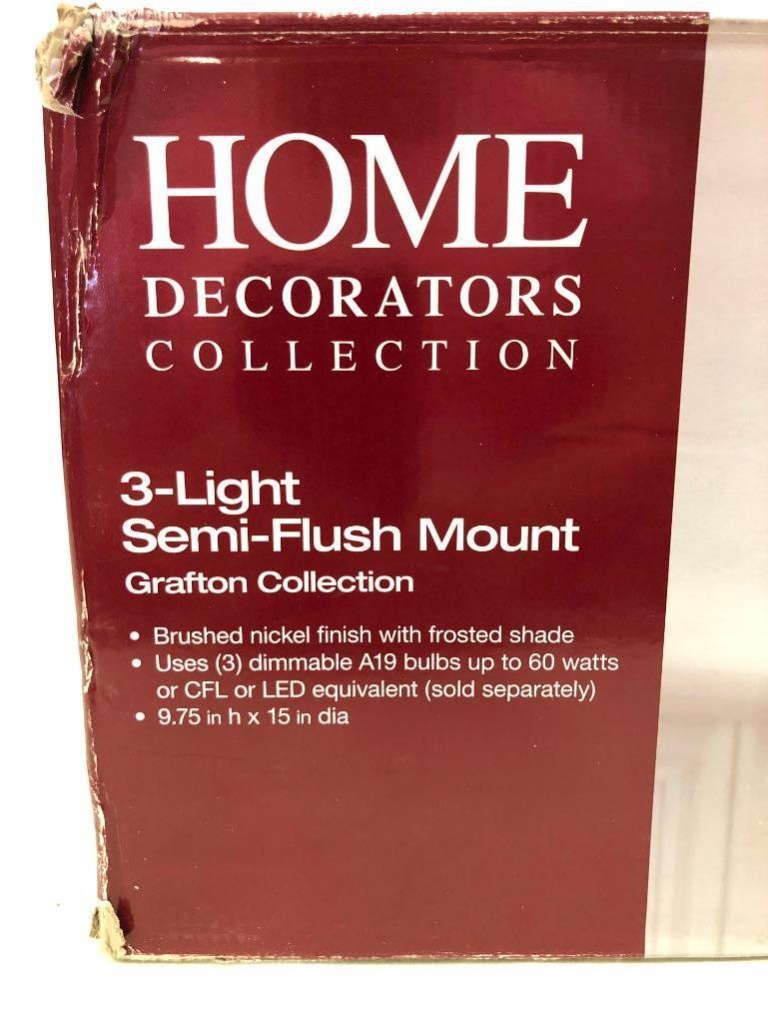 HOME
DECORATORS
COLLECTION
3-Light
Semi-Flush Mount
Grafton Collection
• Brushed nickel finish with frosted shade
• Uses (3) dimmable A19 bulbs up to 60 watts
or CFL or LED equivalent (sold separately)
• 9.75 in h x 15 in dia